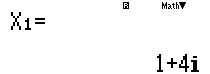 R Math▼
X₁=
1+4i